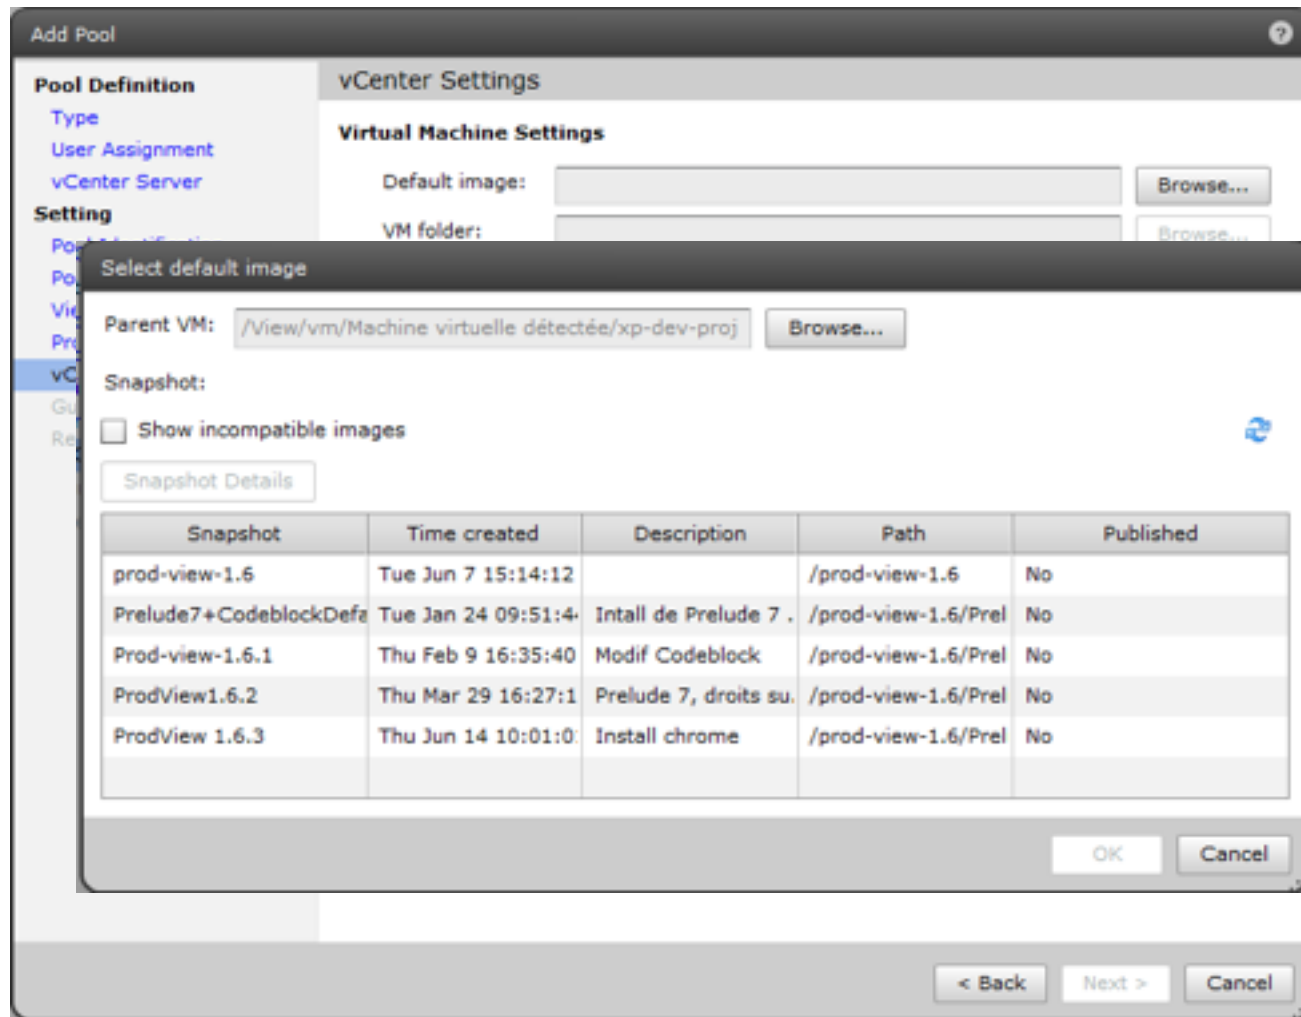 Add Pool
?
Pool Definition
Type
User Assignment
vCenter Server
Setting
vCenter Settings
Virtual Machine Settings
Default image:
Browse...
VM folder:
Browse...
Select default image
Parent VM:
/View/vm/Machine virtuelle détectée/xp-dev-proj
Browse...
Snapshot:
Show incompatible images
Snapshot Details
Snapshot Time created Description Path Published
prod-view-1.6 Tue Jun 7 15:14:12 /prod-view-1.6 No
Prelude7+CodeblockDefa Tue Jan 24 09:51:4 Intall de Prelude 7 . /prod-view-1.6/Prel No
Prod-view-1.6.1 Thu Feb 9 16:35:40 Modif Codeblock /prod-view-1.6/Prel No
ProdView1.6.2 Thu Mar 29 16:27:1 Prelude 7, droits su. /prod-view-1.6/Prel No
ProdView 1.6.3 Thu Jun 14 10:01:0 Install chrome /prod-view-1.6/Prel No
OK
Cancel
< Back
Next >
Cancel